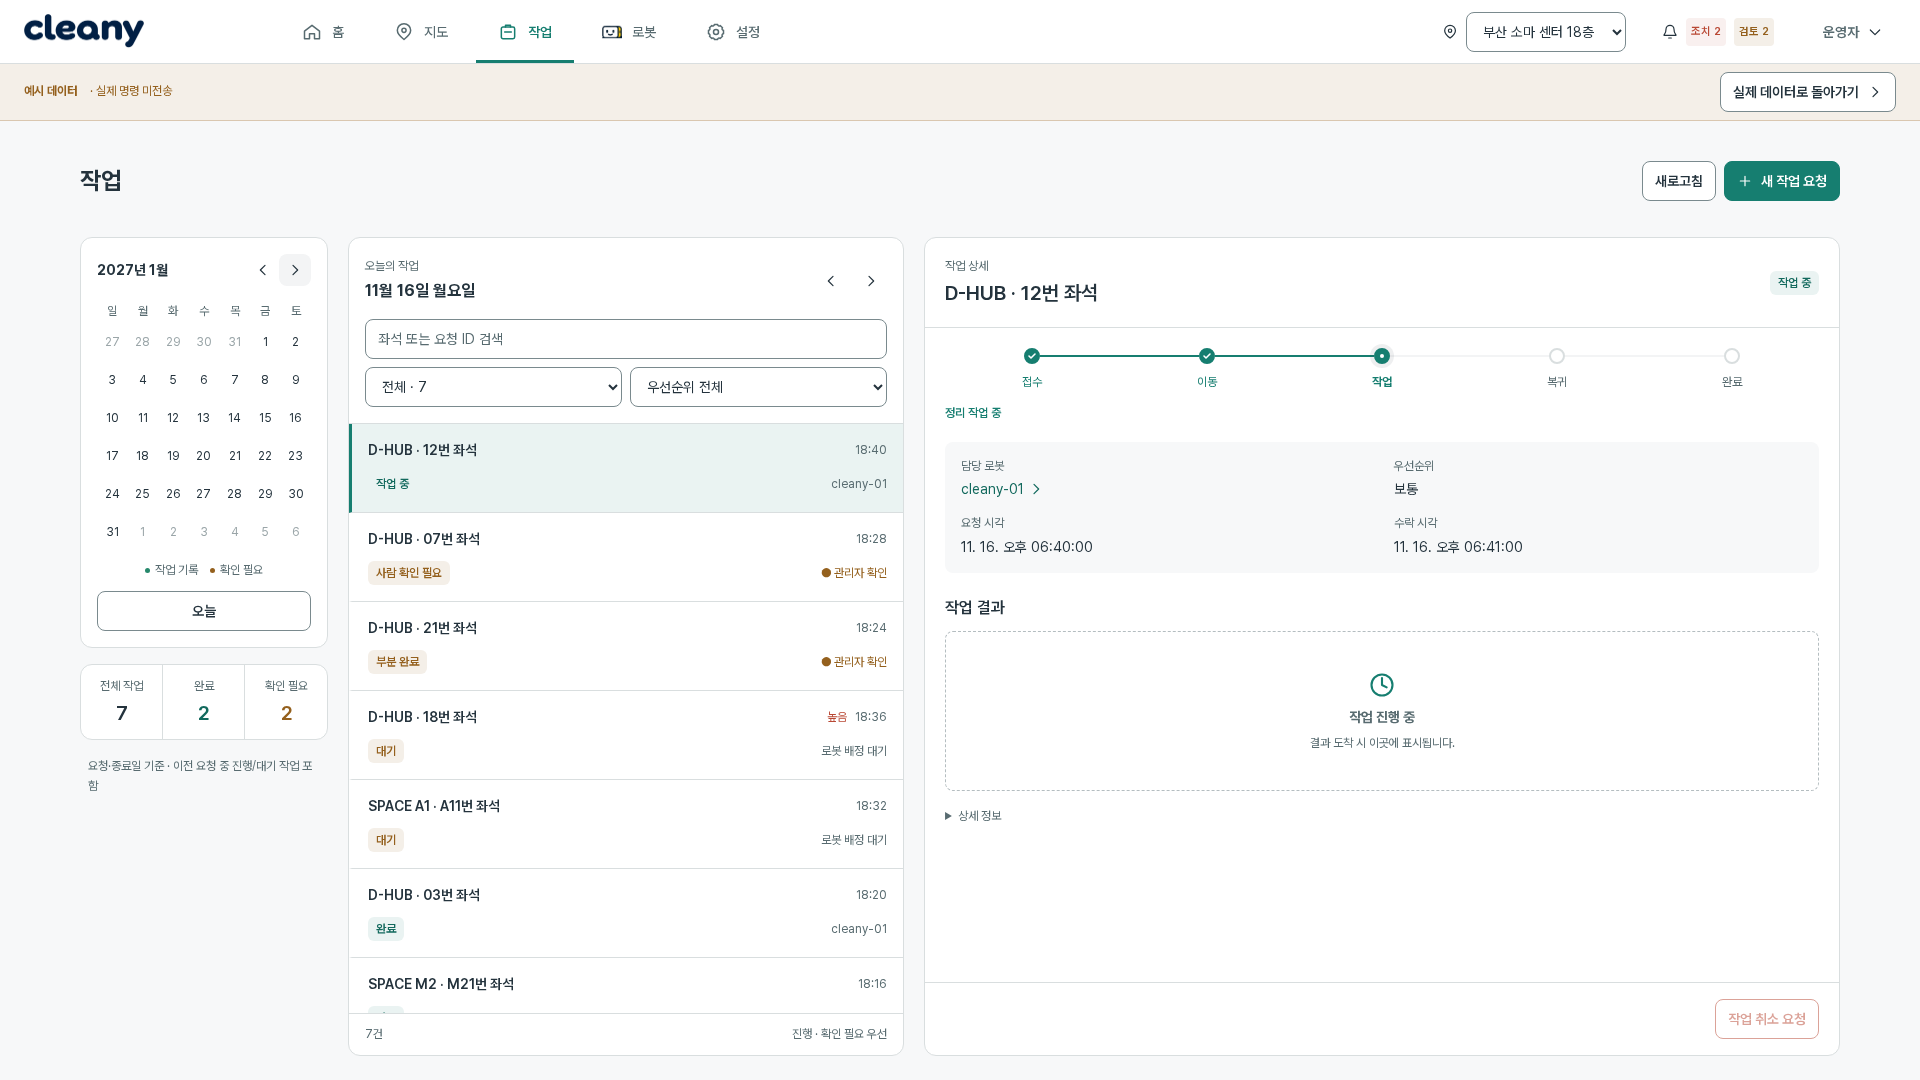 cleany
홈
지도
작업
로봇
설정
부산 소마 센터 18층
조치 2
검토 2
운영자
예시 데이터 · 실제 명령 미전송
실제 데이터로 돌아가기
작업
새로고침
새 작업 요청
2027년 1월
일 월 화 수 목 금 토
27 28 29 30 31 1 2
3 4 5 6 7 8 9
10 11 12 13 14 15 16
17 18 19 20 21 22 23
24 25 26 27 28 29 30
31 1 2 3 4 5 6
작업 기록 확인 필요
오늘
전체 작업 완료 확인 필요
7 2 2
요청·종료일 기준 · 이전 요청 중 진행/대기 작업 포
함
오늘의 작업
11월 16일 월요일
좌석 또는 요청 ID 검색
전체 · 7
우선순위 전체
D-HUB · 12번 좌석 18:40
작업 중 cleany-01
D-HUB · 07번 좌석 18:28
사람 확인 필요 관리자 확인
D-HUB · 21번 좌석 18:24
부분 완료 관리자 확인
D-HUB · 18번 좌석 높음 18:36
대기 로봇 배정 대기
SPACE A1 · A11번 좌석 18:32
대기 로봇 배정 대기
D-HUB · 03번 좌석 18:20
완료 cleany-01
SPACE M2 · M21번 좌석 18:16
7건 진행 · 확인 필요 우선
작업 상세
D-HUB · 12번 좌석
작업 중
접수 이동 작업 복귀 완료
정리 작업 중
담당 로봇 우선순위
cleany-01 보통
요청 시각 수락 시각
11. 16. 오후 06:40:00 11. 16. 오후 06:41:00
작업 결과
작업 진행 중
결과 도착 시 이곳에 표시됩니다.
상세 정보
작업 취소 요청